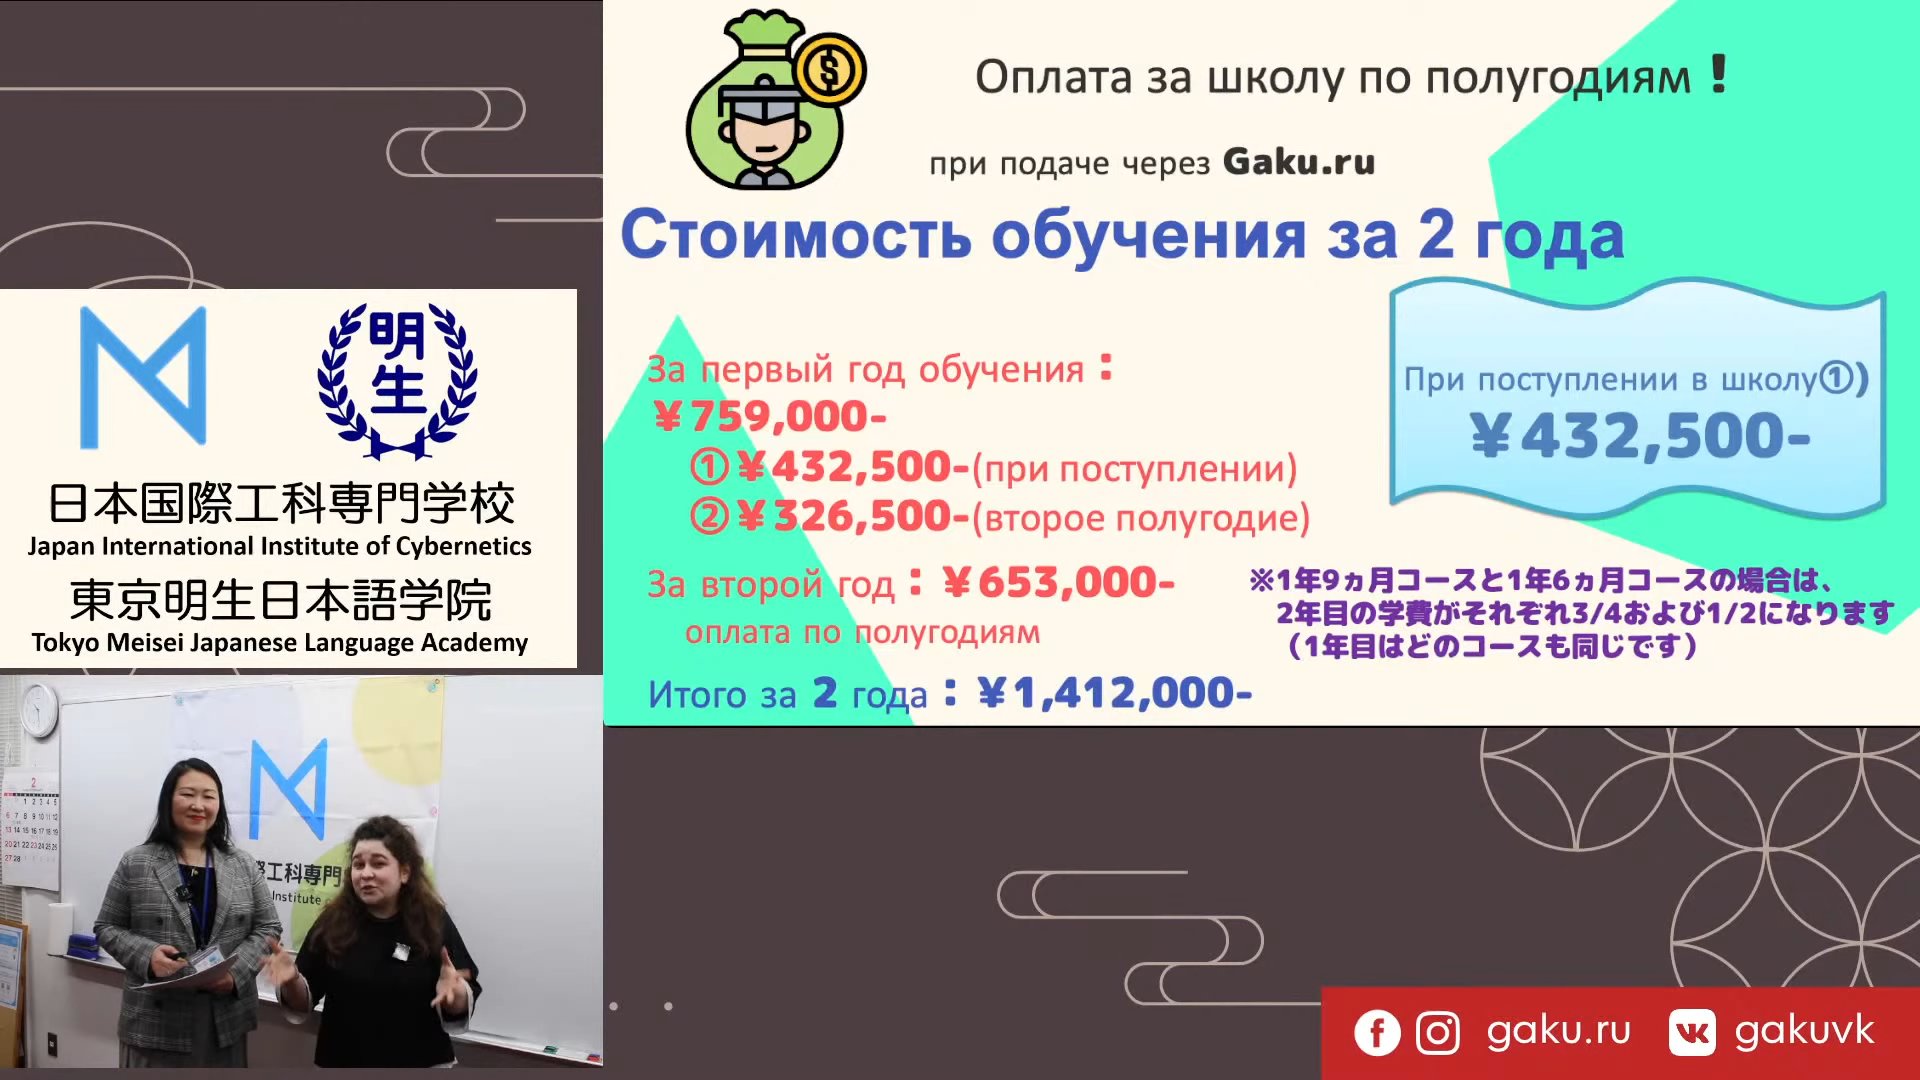 Оплата за школу по полугодиям !
при подаче через Gaku.ru
Стоимость обучения за 2 года
За первый год обучения :
¥759,000-
①¥432,500-(при поступлении)
②¥326,500-(второе полугодие)
За второй год : ¥653,000-
оплата по полугодиям
Итого за 2 года : ¥1,412,000-
При поступлении в школу①)
¥432,500-
※1年9ヵ月コースと1年6ヵ月コースの場合は、
2年目の学費がそれぞれ3/4および1/2になります
（1年目はどのコースも同じです）
明
生
日本国際工科専門学校
Japan International Institute of Cybernetics
東京明生日本語学院
Tokyo Meisei Japanese Language Academy
工科専門
Institute
gaku.ru
gakuvk